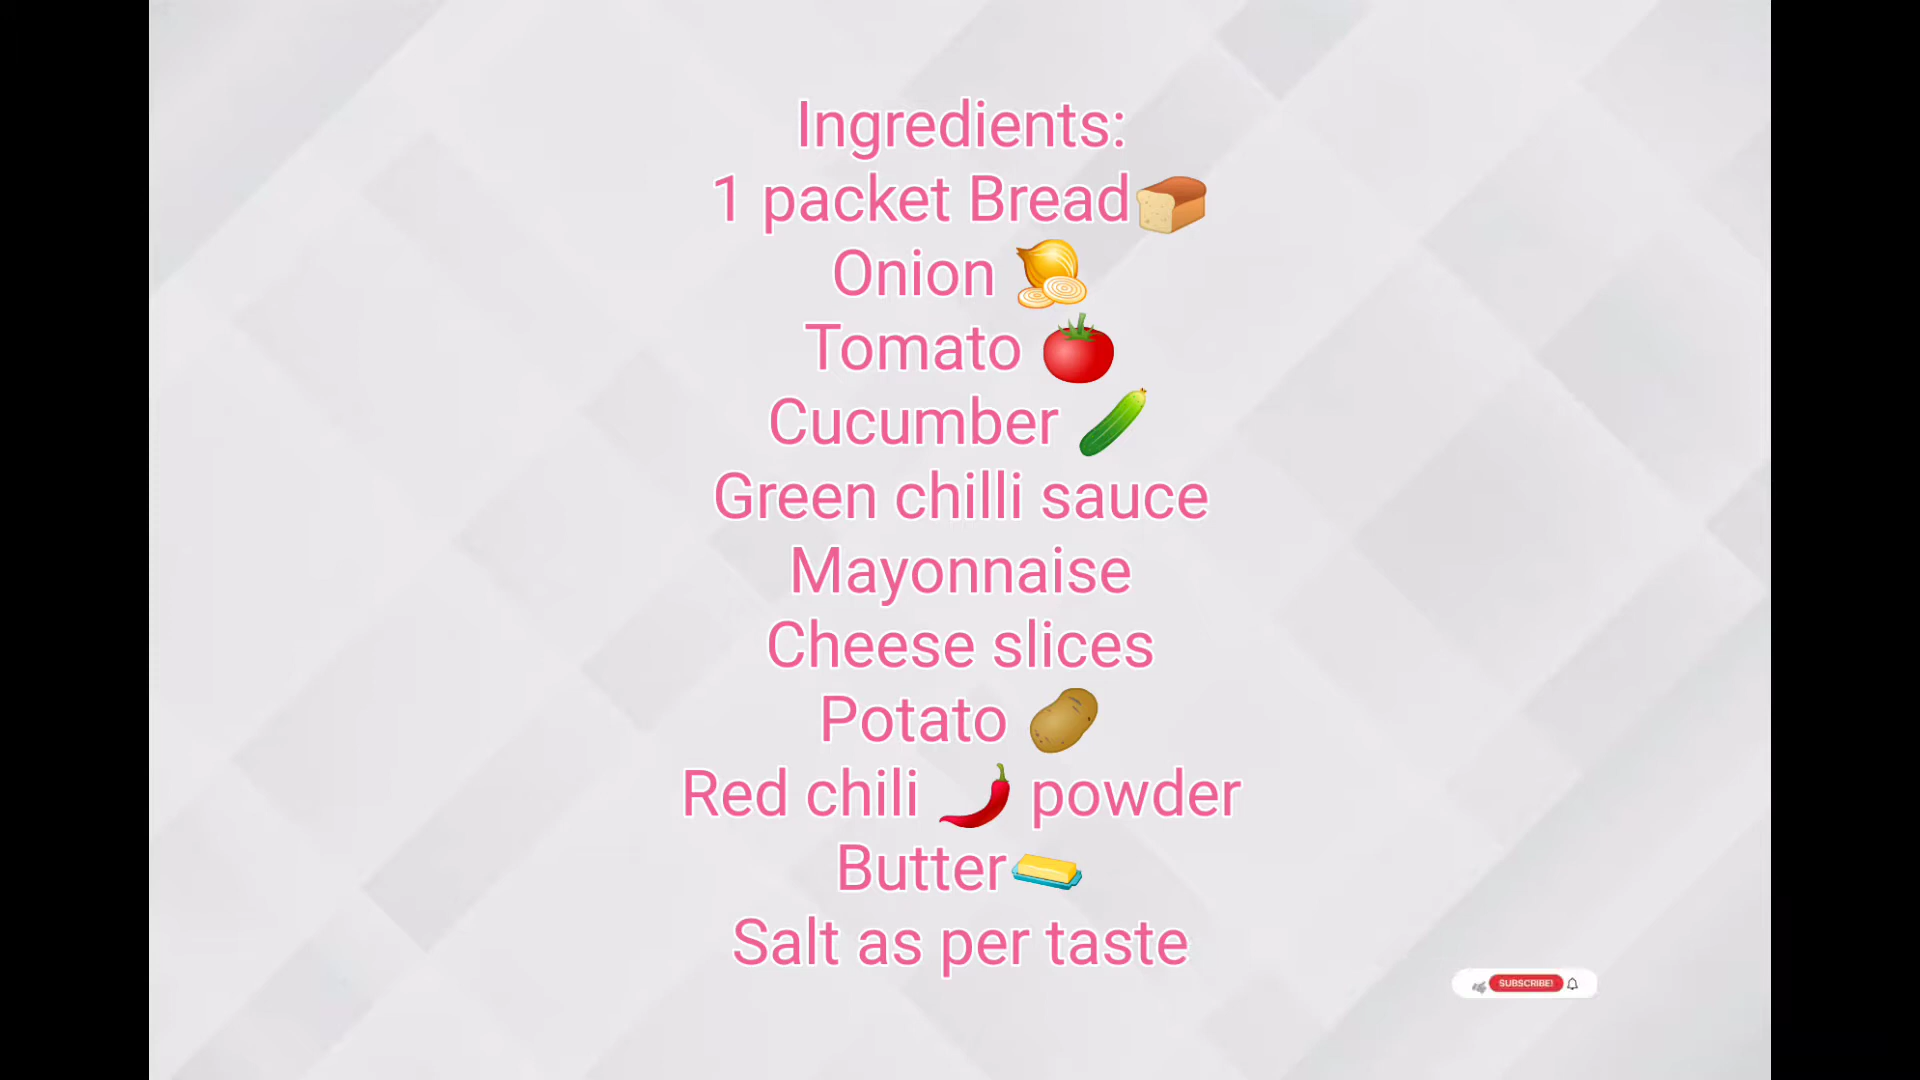 Ingredients:
1 packet Bread🍞
Onion 🧅
Tomato 🍅
Cucumber 🥒
Green chilli sauce
Mayonnaise
Cheese slices
Potato 🥔
Red chili 🌶️ powder
Butter🧈
Salt as per taste
SUBSCRIBE!